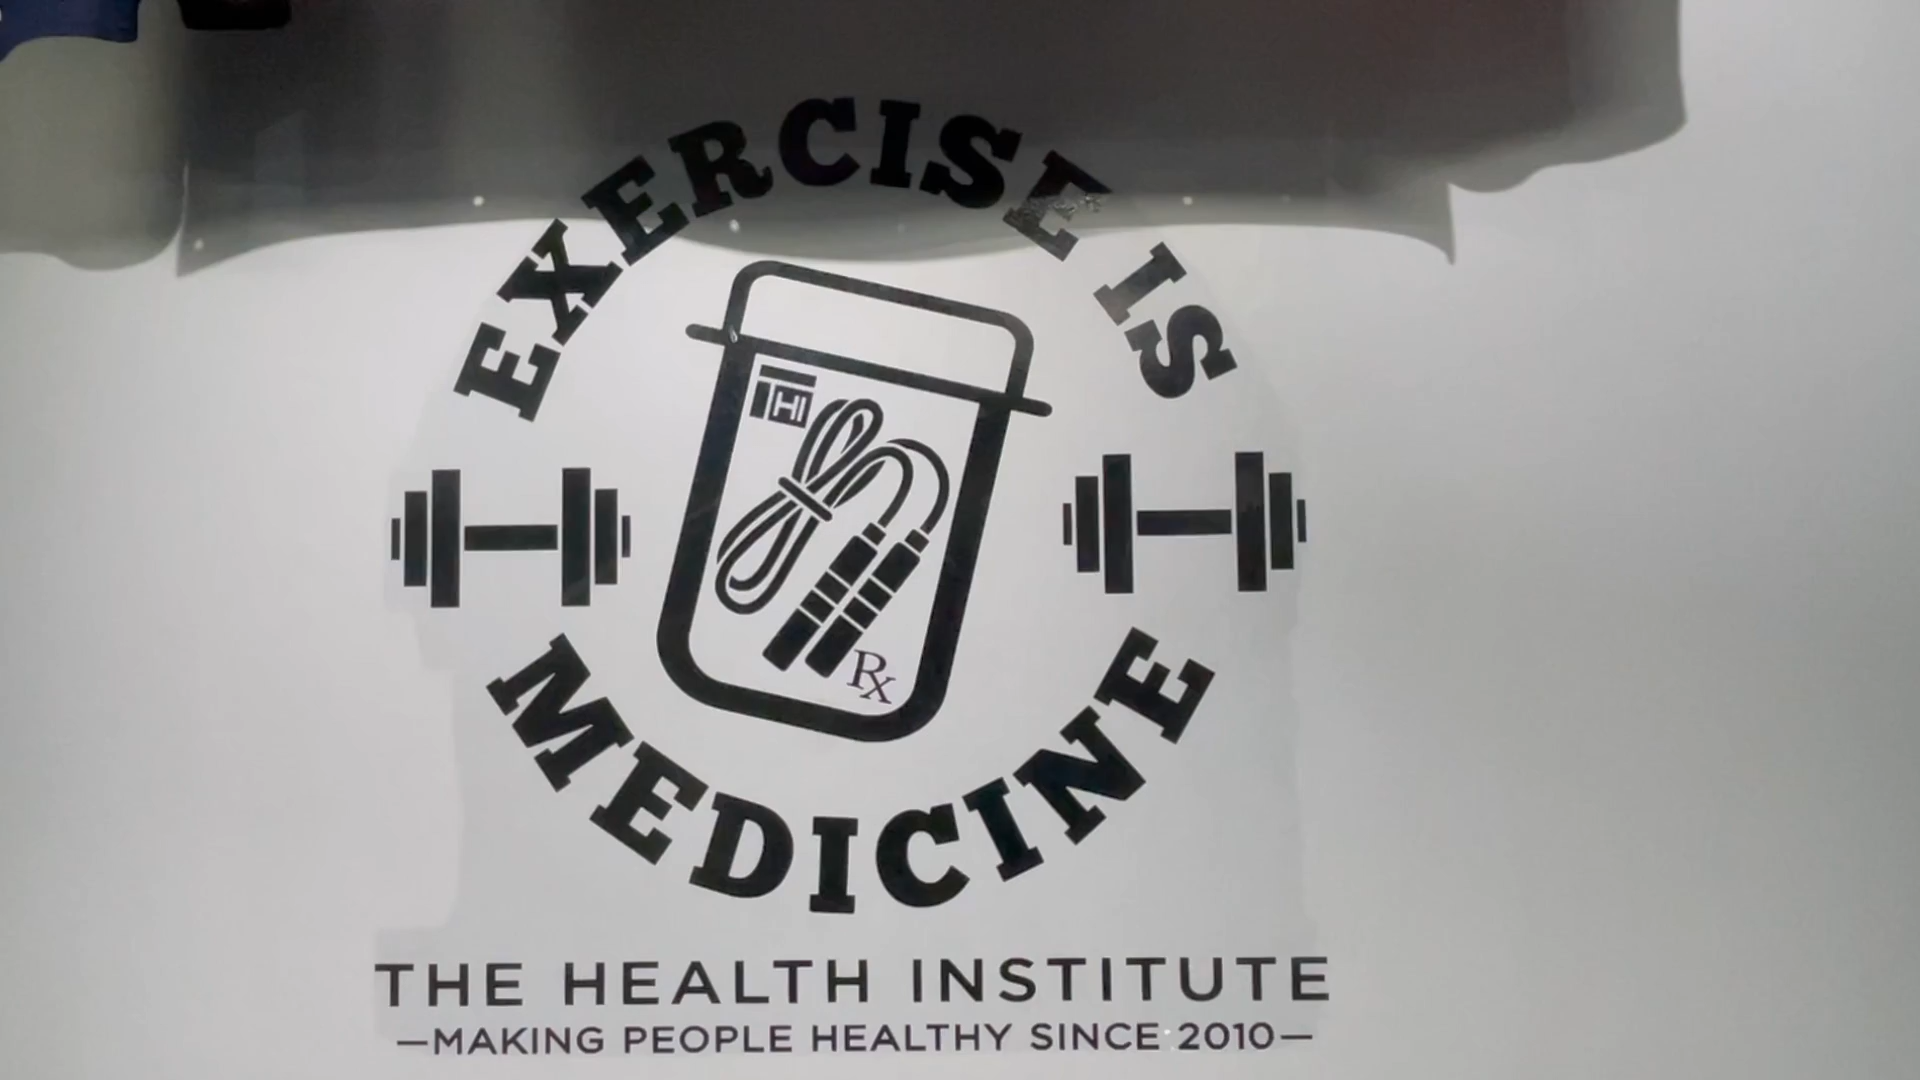 EXERCISE IS
THI
Rx
MEDICINE
THE HEALTH INSTITUTE
—MAKING PEOPLE HEALTHY SINCE 2010—